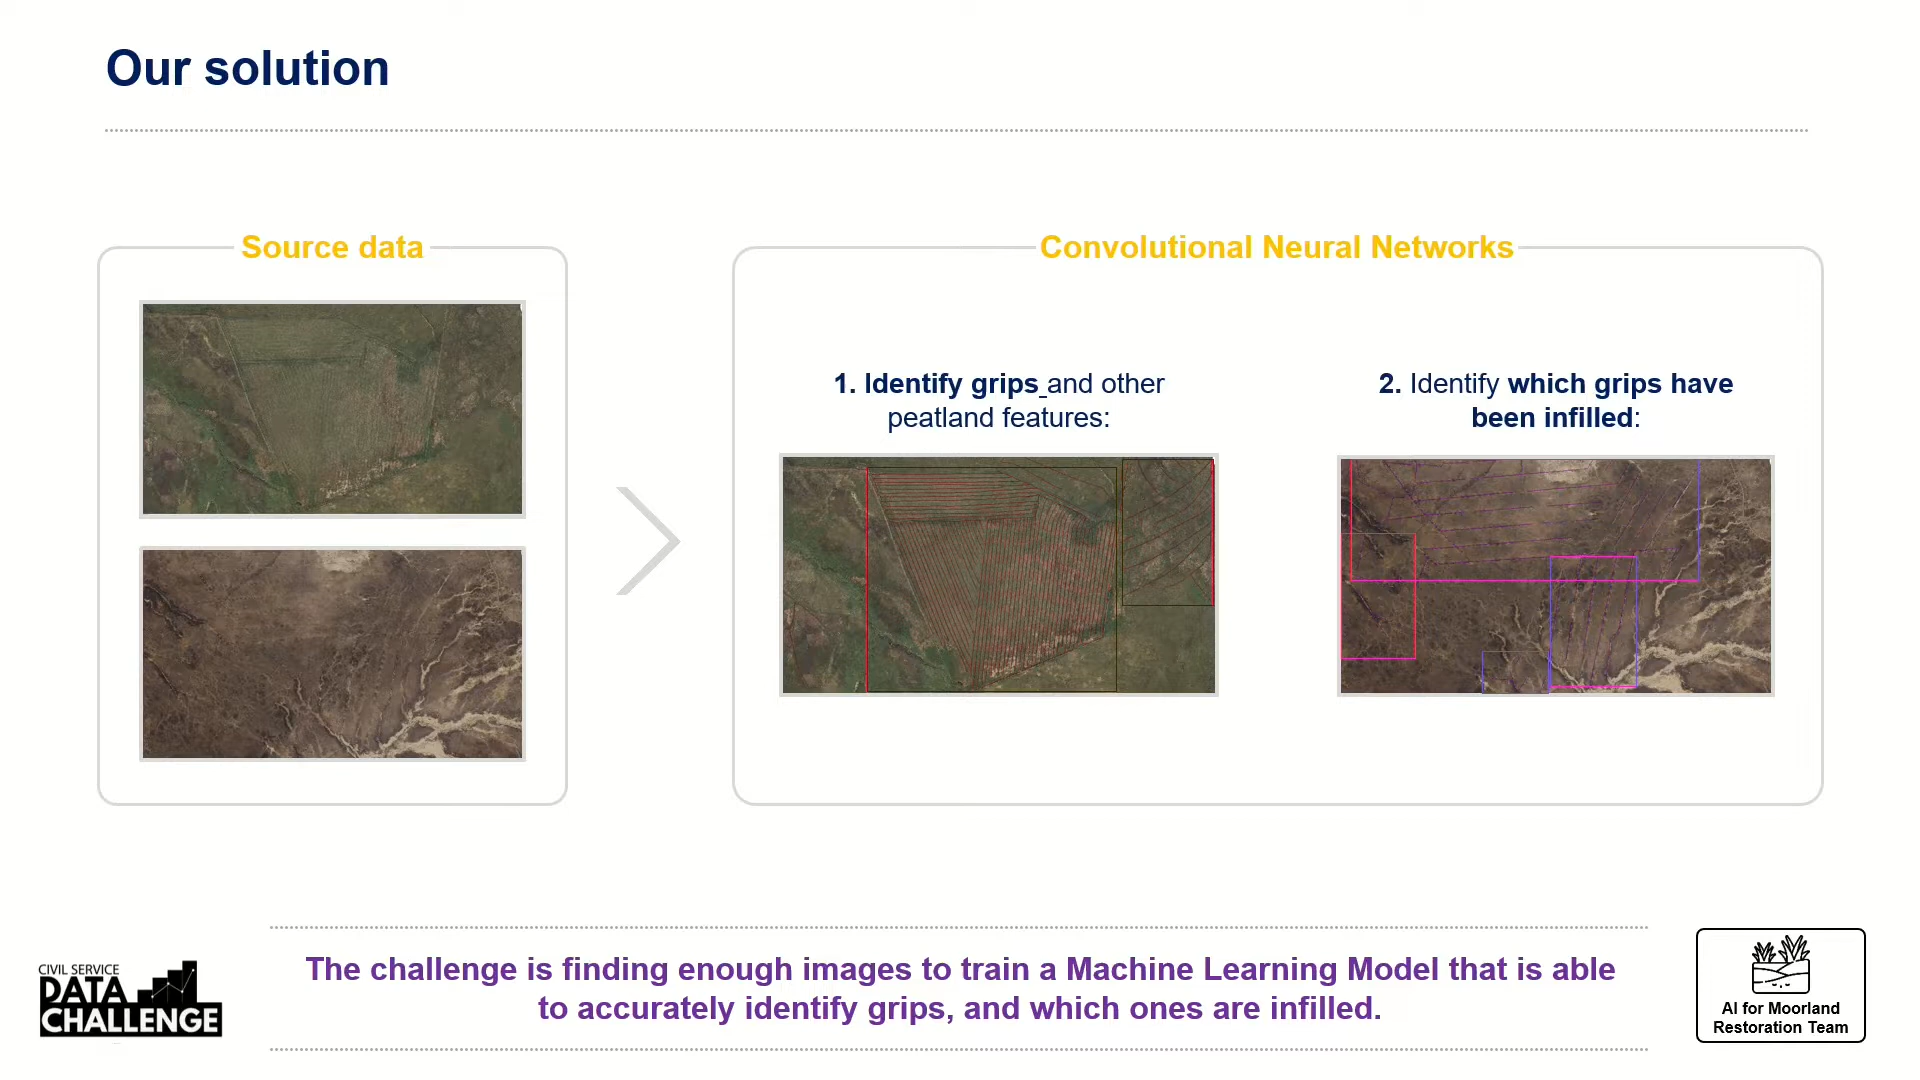 Our solution
Source data
Convolutional Neural Networks
1. Identify grips and other
peatland features:
2. Identify which grips have
been infilled:
The challenge is finding enough images to train a Machine Learning Model that is able
to accurately identify grips, and which ones are infilled.
CIVIL SERVICE
DATA
CHALLENGE
AI for Moorland
Restoration Team